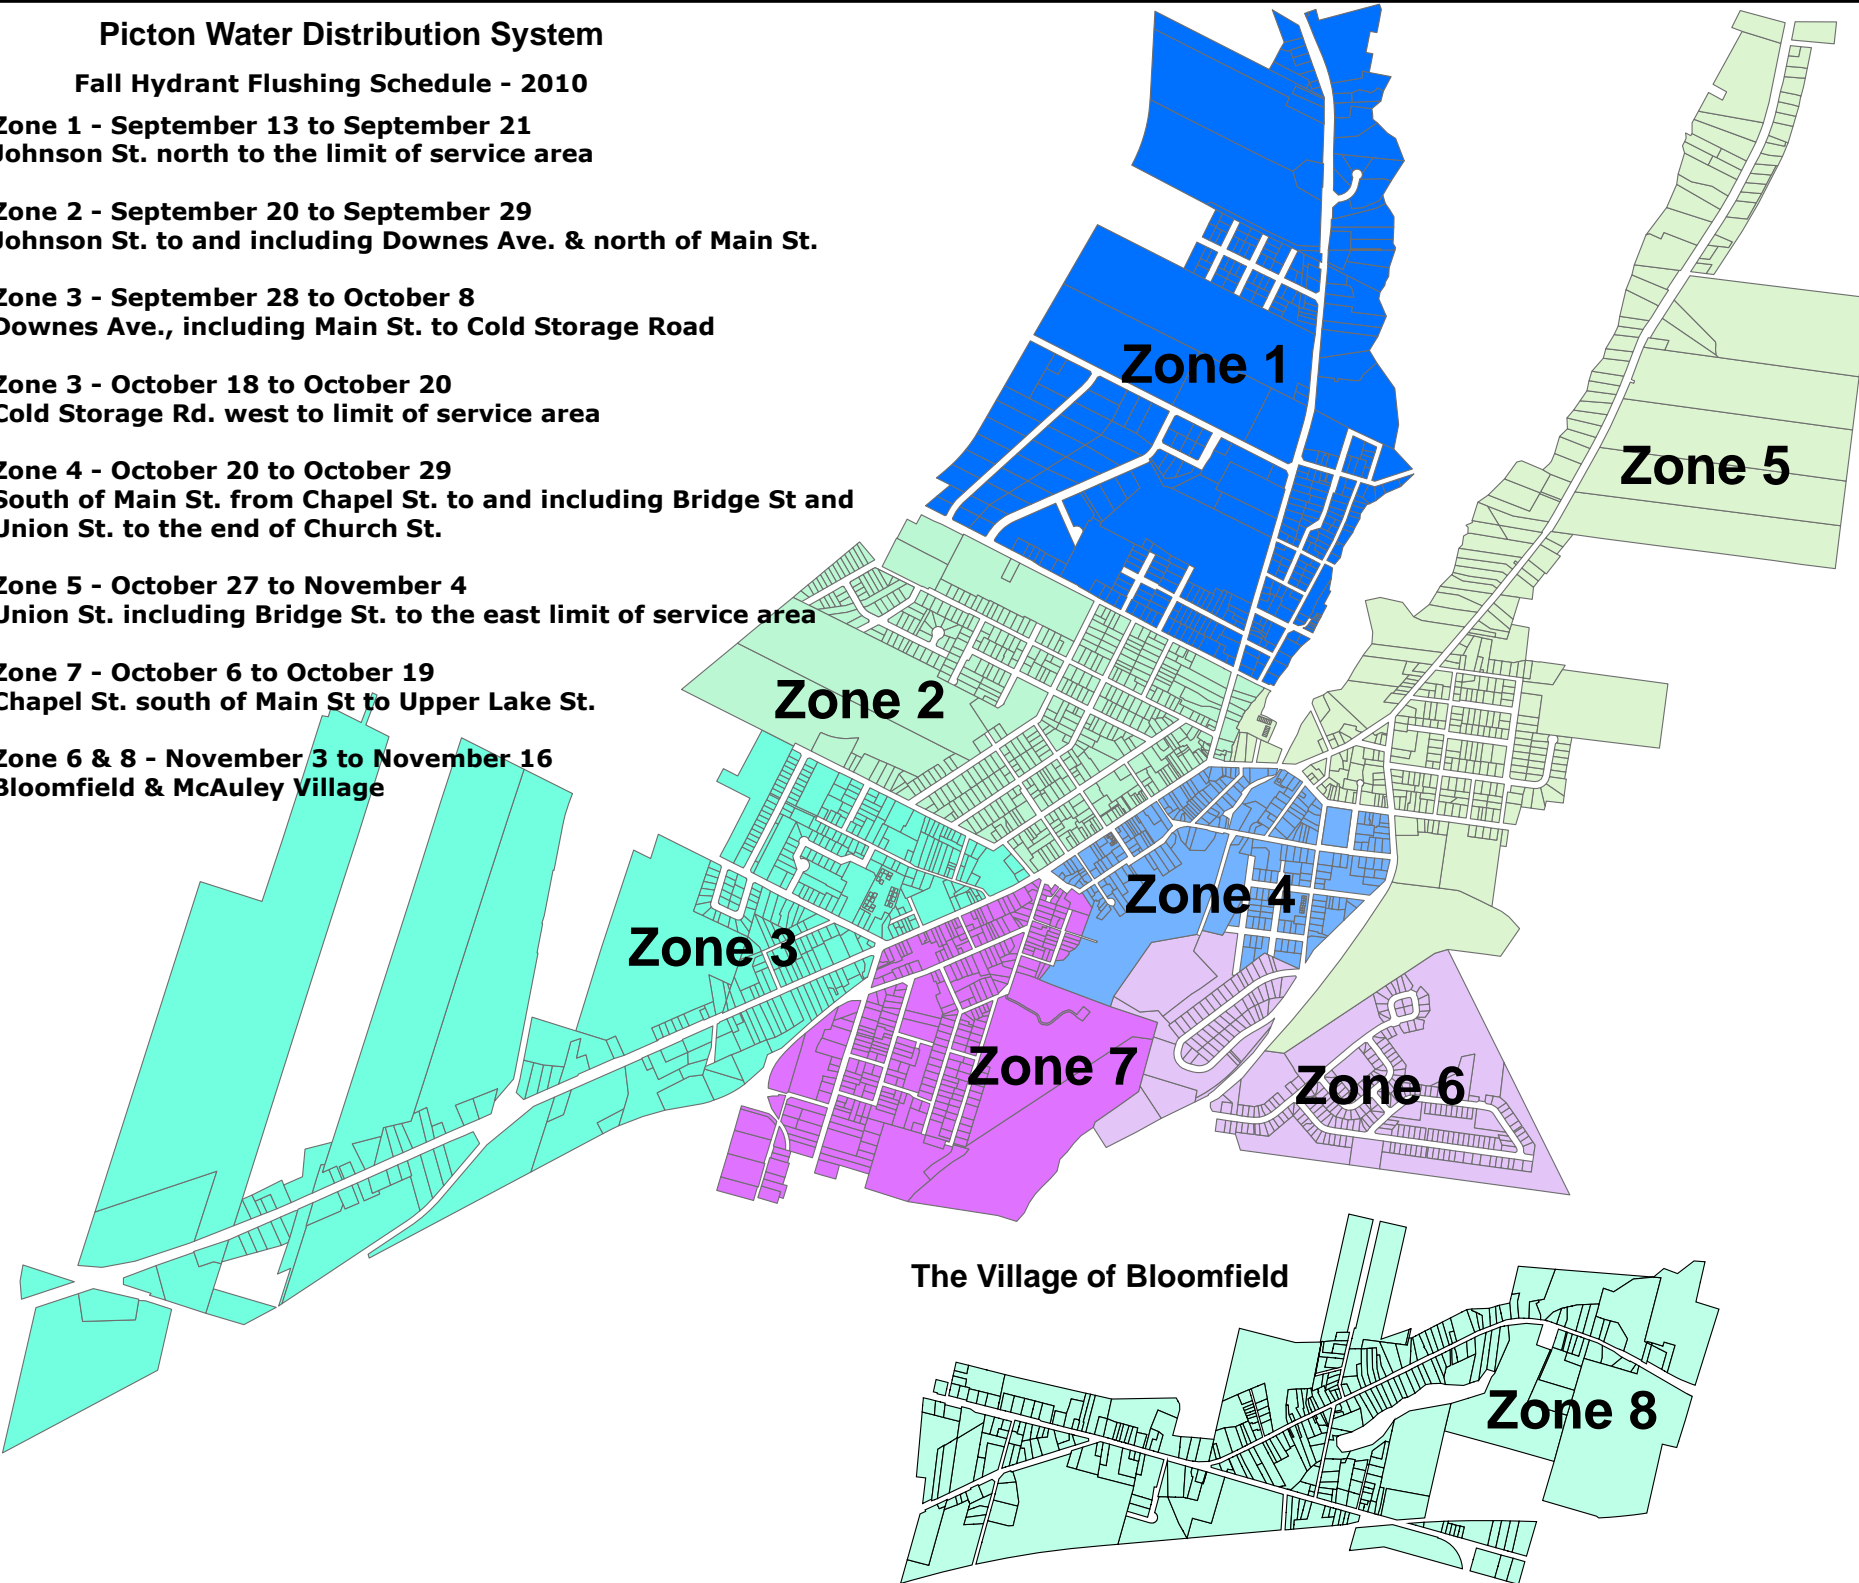 Picton Water Distribution System
Fall Hydrant Flushing Schedule - 2010
Zone 1 - September 13 to September 21
Johnson St. north to the limit of service area
Zone 2 - September 20 to September 29
Johnson St. to and including Downes Ave. & north of Main St.
Zone 3 - September 28 to October 8
Downes Ave., including Main St. to Cold Storage Road
Zone 3 - October 18 to October 20
Cold Storage Rd. west to limit of service area
Zone 4 - October 20 to October 29
South of Main St. from Chapel St. to and including Bridge St and
Union St. to the end of Church St.
Zone 5 - October 27 to November 4
Union St. including Bridge St. to the east limit of service area
Zone 7 - October 6 to October 19
Chapel St. south of Main St to Upper Lake St.
Zone 6 & 8 - November 3 to November 16
Bloomfield & McAuley Village
Zone 1
Zone 5
Zone 2
Zone 4
Zone 3
Zone 7
Zone 6
The Village of Bloomfield
Zone 8